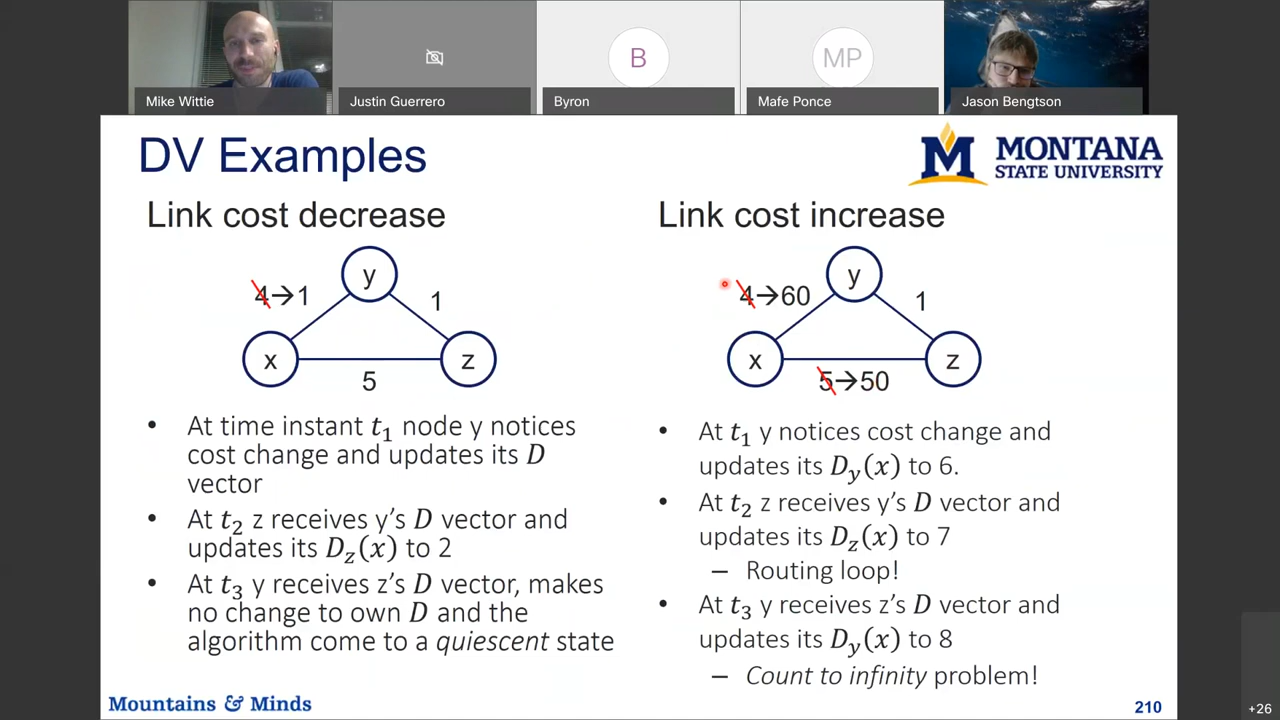 B
MP
Mike Wittie
Justin Guerrero
Byron
Mafe Ponce
Jason Bengtson
DV Examples
M MONTANA
STATE UNIVERSITY
Link cost decrease
4→1
y
1
x
z
5
• At time instant t₁ node y notices
cost change and updates its D
vector
• At t₂ z receives y's D vector and
updates its D_z(x) to 2
• At t₃ y receives z's D vector, makes
no change to own D and the
algorithm come to a quiescent state
Link cost increase
4→60
y
1
x
z
5→50
• At t₁ y notices cost change and
updates its D_y(x) to 6.
• At t₂ z receives y's D vector and
updates its D_z(x) to 7
– Routing loop!
• At t₃ y receives z's D vector and
updates its D_y(x) to 8
– Count to infinity problem!
Mountains & Minds
210
+26